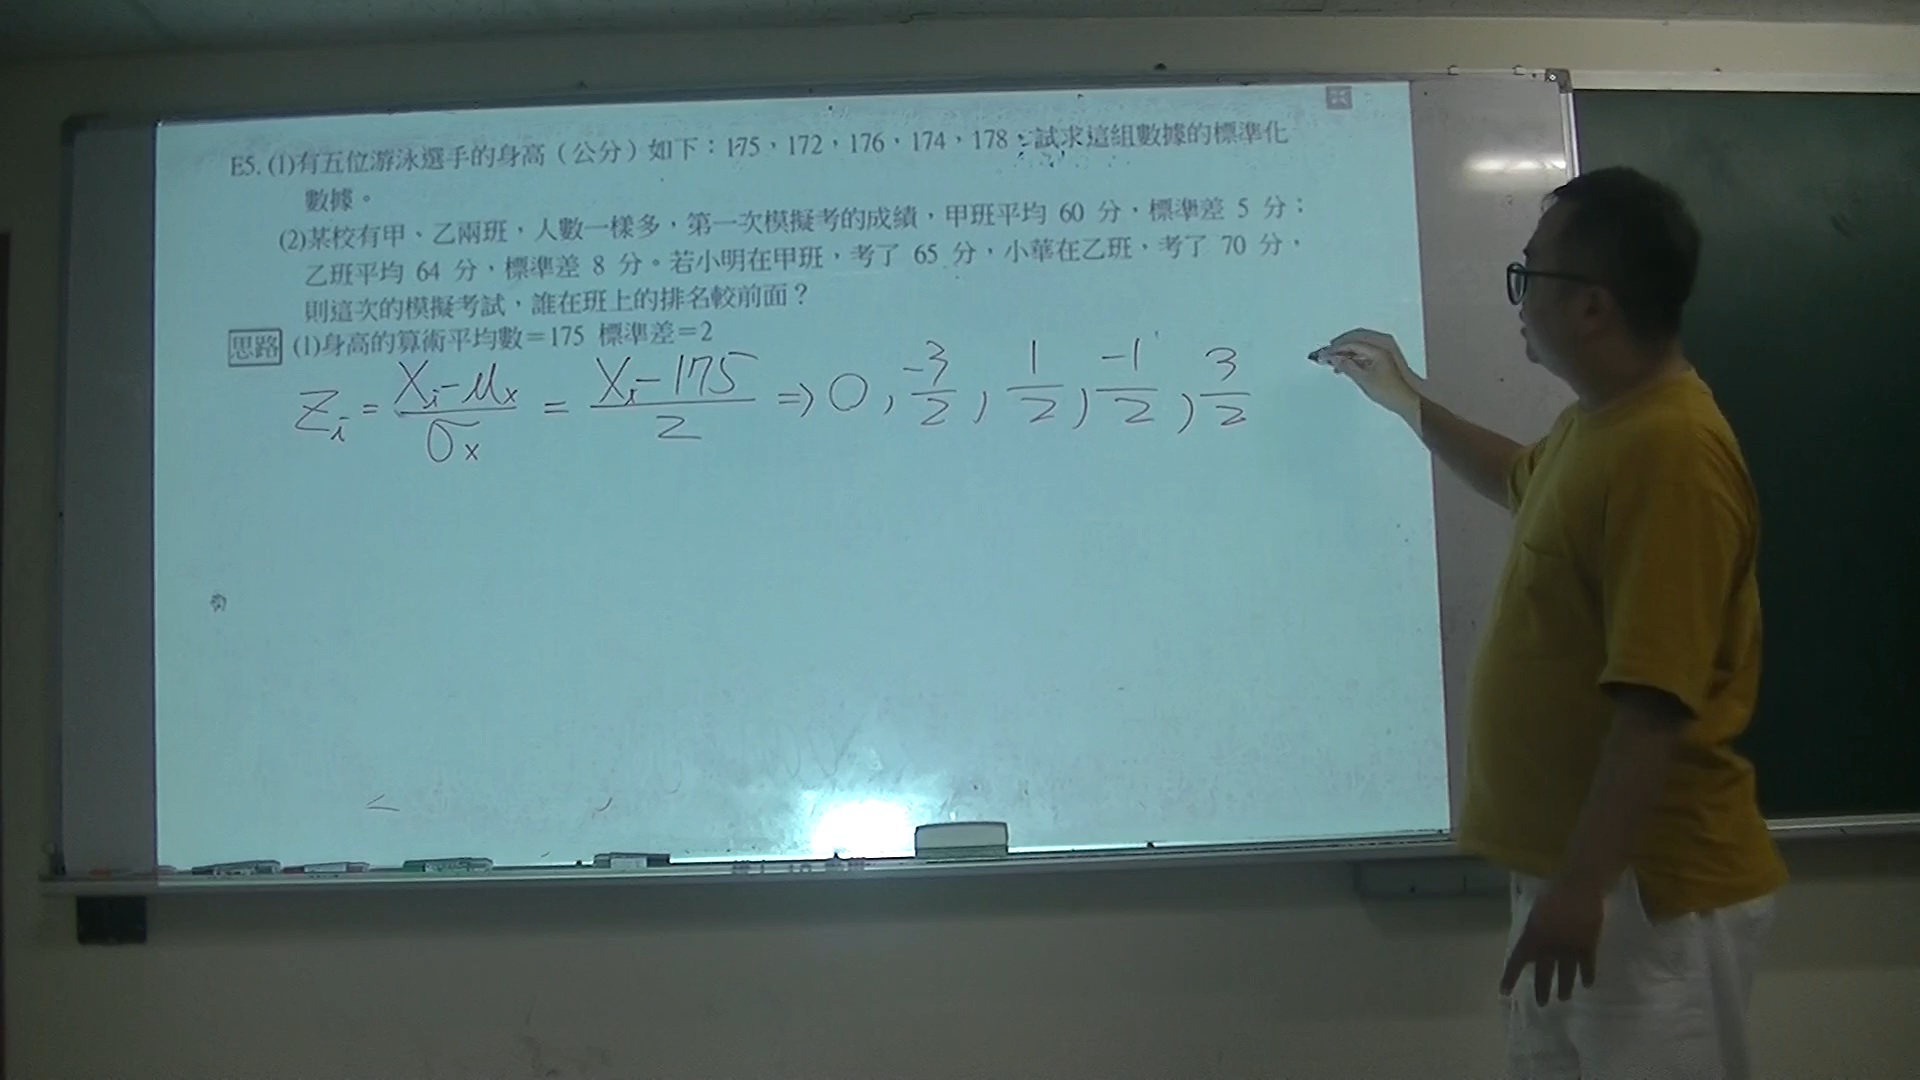 E5. (1)有五位游泳選手的身高（公分）如下：175，172，176，174，178，試求這組數據的標準化
數據。
(2)某校有甲、乙兩班，人數一樣多，第一次模擬考的成績，甲班平均 60 分，標準差 5 分；
乙班平均 64 分，標準差 8 分。若小明在甲班，考了 65 分，小華在乙班，考了 70 分，
則這次的模擬考試，誰在班上的排名較前面？
思路 (1)身高的算術平均數＝175 標準差＝2
Zi = (Xi-μx)/σx = (Xi-175)/2 ⇒ 0, -3/2, 1/2, -1/2, 3/2